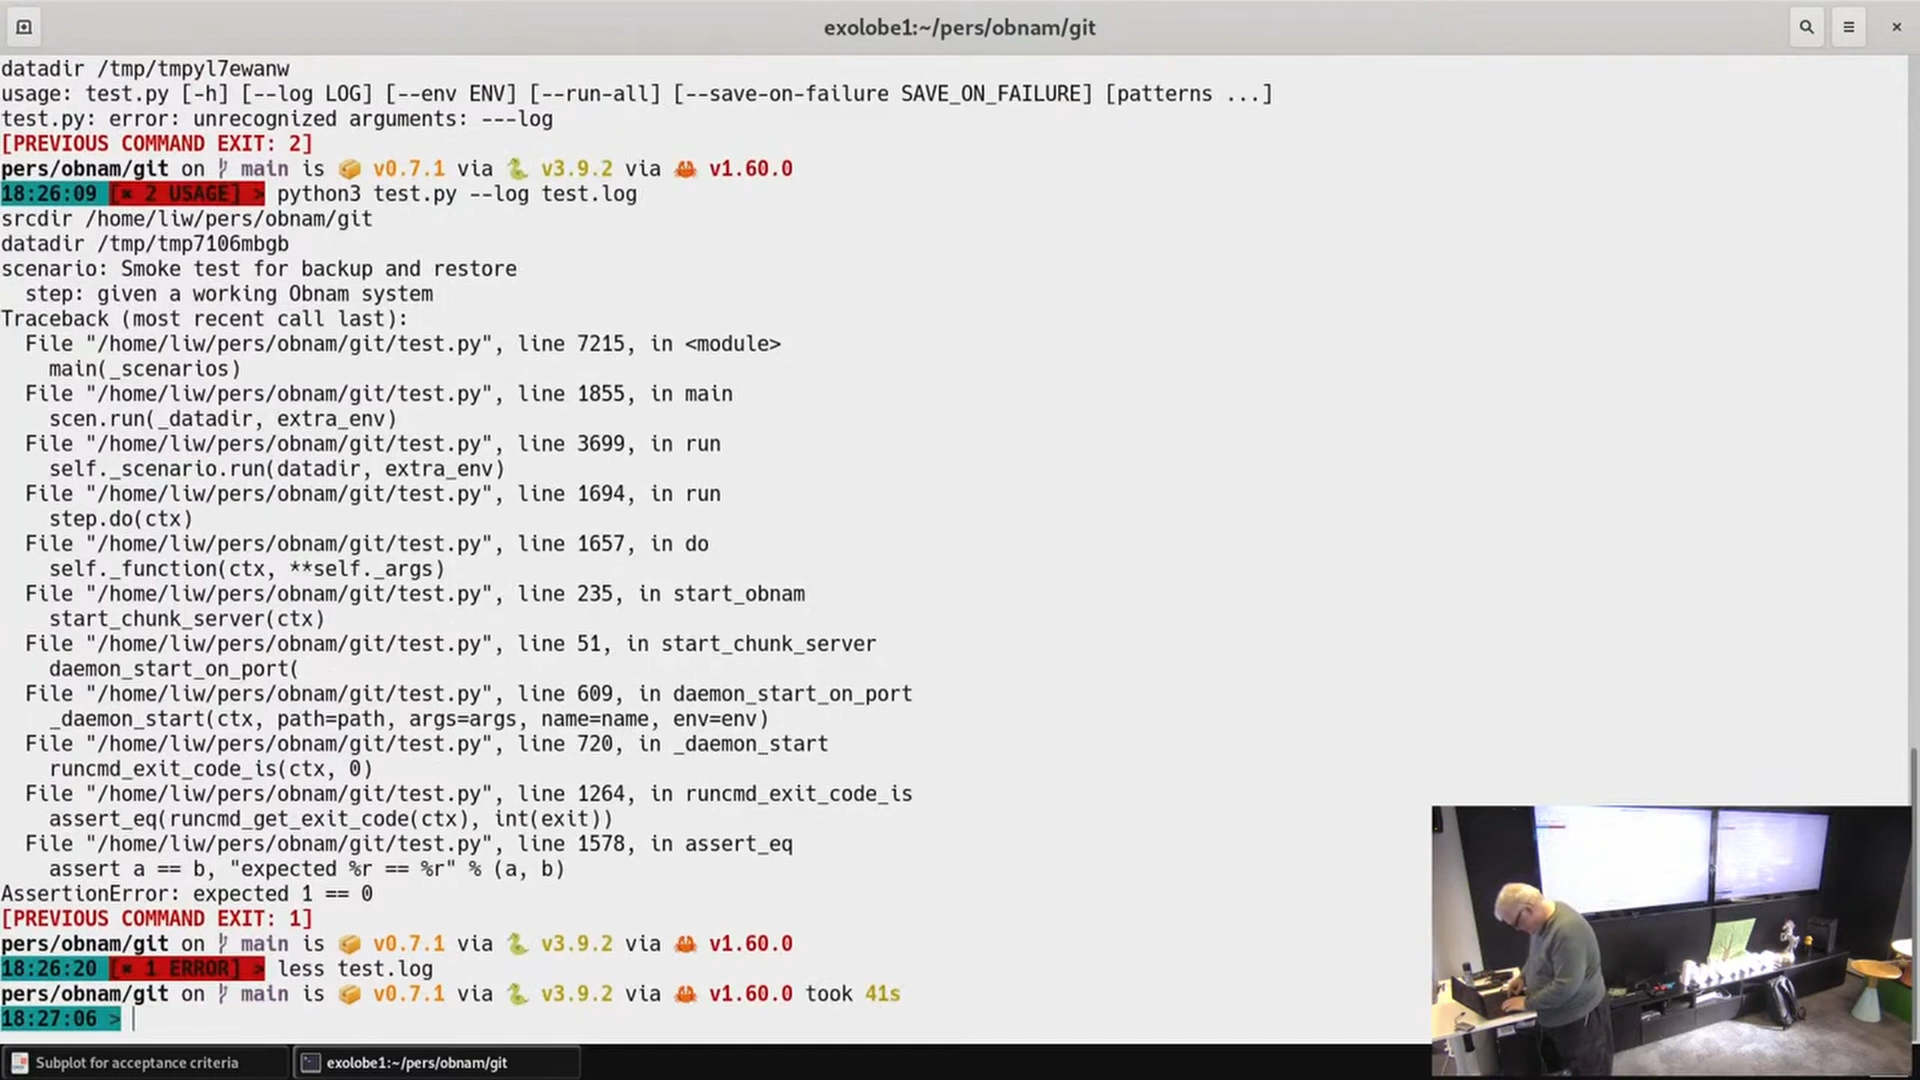 exolobe1:~/pers/obnam/git
datadir /tmp/tmpyl7ewanw
usage: test.py [-h] [--log LOG] [--env ENV] [--run-all] [--save-on-failure SAVE_ON_FAILURE] [patterns ...]
test.py: error: unrecognized arguments: ---log
[PREVIOUS COMMAND EXIT: 2]
pers/obnam/git on main is 📦 v0.7.1 via 🐍 v3.9.2 via 🦀 v1.60.0
18:26:09 [✖ 2 USAGE] > python3 test.py --log test.log
srcdir /home/liw/pers/obnam/git
datadir /tmp/tmp7106mbgb
scenario: Smoke test for backup and restore
  step: given a working Obnam system
Traceback (most recent call last):
  File "/home/liw/pers/obnam/git/test.py", line 7215, in <module>
    main(_scenarios)
  File "/home/liw/pers/obnam/git/test.py", line 1855, in main
    scen.run(_datadir, extra_env)
  File "/home/liw/pers/obnam/git/test.py", line 3699, in run
    self._scenario.run(datadir, extra_env)
  File "/home/liw/pers/obnam/git/test.py", line 1694, in run
    step.do(ctx)
  File "/home/liw/pers/obnam/git/test.py", line 1657, in do
    self._function(ctx, **self._args)
  File "/home/liw/pers/obnam/git/test.py", line 235, in start_obnam
    start_chunk_server(ctx)
  File "/home/liw/pers/obnam/git/test.py", line 51, in start_chunk_server
    daemon_start_on_port(
  File "/home/liw/pers/obnam/git/test.py", line 609, in daemon_start_on_port
    _daemon_start(ctx, path=path, args=args, name=name, env=env)
  File "/home/liw/pers/obnam/git/test.py", line 720, in _daemon_start
    runcmd_exit_code_is(ctx, 0)
  File "/home/liw/pers/obnam/git/test.py", line 1264, in runcmd_exit_code_is
    assert_eq(runcmd_get_exit_code(ctx), int(exit))
  File "/home/liw/pers/obnam/git/test.py", line 1578, in assert_eq
    assert a == b, "expected %r == %r" % (a, b)
AssertionError: expected 1 == 0
[PREVIOUS COMMAND EXIT: 1]
pers/obnam/git on main is 📦 v0.7.1 via 🐍 v3.9.2 via 🦀 v1.60.0
18:26:20 [✖ 1 ERROR] > less test.log
pers/obnam/git on main is 📦 v0.7.1 via 🐍 v3.9.2 via 🦀 v1.60.0 took 41s
18:27:06 >
Subplot for acceptance criteria
exolobe1:~/pers/obnam/git